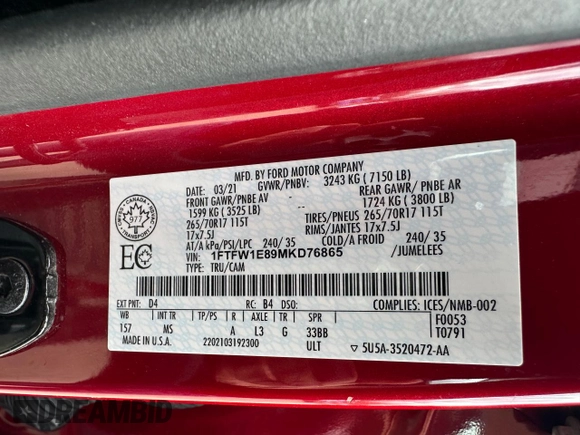 MFD. BY FORD MOTOR COMPANY
03/21 GVWR/PNBV: 3243 KG ( 7150 LB)
FRONT GAWR/PNBE AV -- REAR GAWR/ PNBE AR
1599 KG ( 3525 LB) 1724 KG ( 3800 LB)
265/70R17 115T TIRES/PNEUS 265/70R17 115T
17x7.5J RIMS/JANTES 17x7.5J
AT/A kPa/PSI/LPC 240/ 35 COLD/A FROID 240/ 35
VIN: 1FTFW1E89MKD76865 /JUMELEES
TYPE: TRU/CAM
CANADA
977
TRANSPORT
EC
EXT PNT: D4 RC: B4 DSO: COMPLIES: ICES/NMB-002
WB INT TR TP/PS R AXLE TR SPR F0053
157 MS A L3 G 33BB T0791
MADE IN U.S.A. 2202103192300 ULT ▽ 5U5A-3520472-AA
DREAMBID